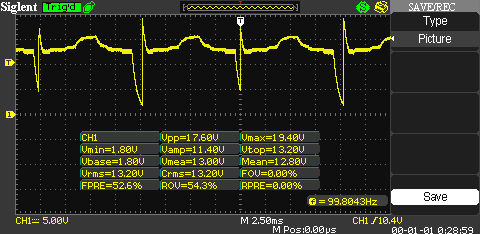 Siglent Trig'd SAVE/REC
Type
Picture
T
T
1
CH1 Vpp=17.60V Vmax=19.40V
Vmin=1.80V Vamp=11.40V Vtop=13.20V
Vbase=1.80V Vmea=13.00V Mean=12.80V
Vrms=13.20V Crms=13.20V FOV=0.00%
FPRE=52.6% ROV=54.3% RPRE=0.00%
Save
f = 99.8043Hz
CH1 5.00V M 2.50ms CH1 / 10.4V
M Pos:0.00µs 00-01-01 0:28:59